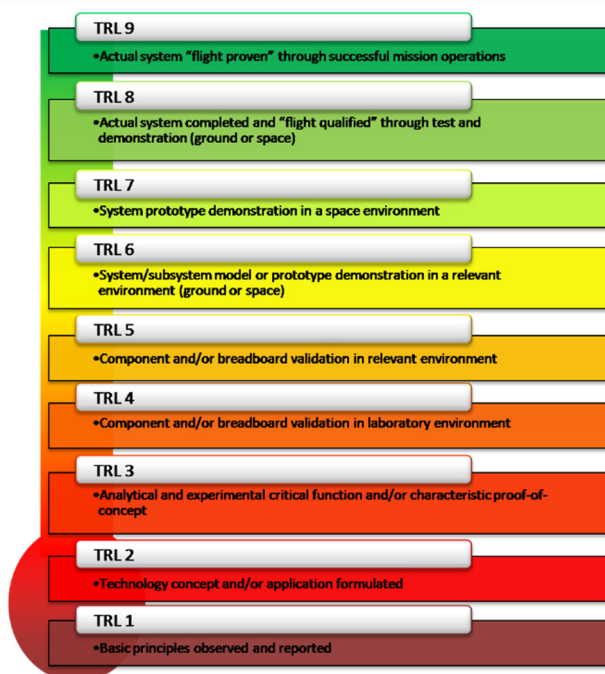 TRL 9
•Actual system “flight proven” through successful mission operations
TRL 8
•Actual system completed and “flight qualified” through test and
demonstration (ground or space)
TRL 7
•System prototype demonstration in a space environment
TRL 6
•System/subsystem model or prototype demonstration in a relevant
environment (ground or space)
TRL 5
•Component and/or breadboard validation in relevant environment
TRL 4
•Component and/or breadboard validation in laboratory environment
TRL 3
•Analytical and experimental critical function and/or characteristic proof-of-
concept
TRL 2
•Technology concept and/or application formulated
TRL 1
•Basic principles observed and reported